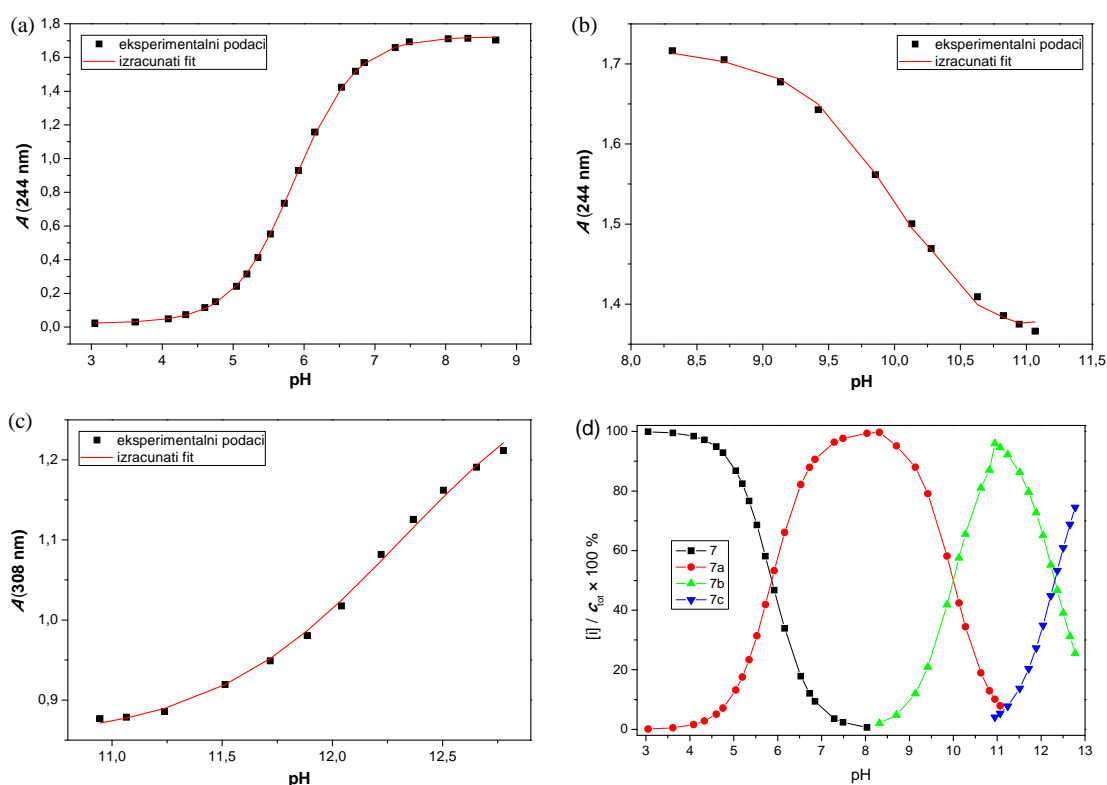 (a)
eksperimentalni podaci
izracunati fit
1,8
1,6
1,4
1,2
1,0
0,8
0,6
0,4
0,2
0,0
A (244 nm)
3 4 5 6 7 8 9
pH
(b)
eksperimentalni podaci
izracunati fit
1,7
1,6
1,5
1,4
A (244 nm)
8,0 8,5 9,0 9,5 10,0 10,5 11,0 11,5
pH
(c)
eksperimentalni podaci
izracunati fit
1,2
1,1
1,0
0,9
A (308 nm)
11,0 11,5 12,0 12,5
pH
(d)
100
80
60
40
20
0
[i] / c_tot × 100 %
7
7a
7b
7c
3 4 5 6 7 8 9 10 11 12 13
pH